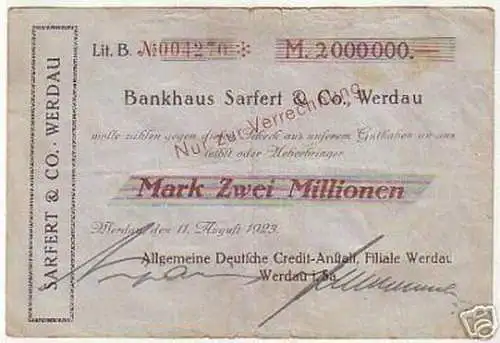 SARFERT & CO. WERDAU
Lit. B. № 004270 * M. 2000000.
Bankhaus Sarfert & Co., Werdau
Nur zur Verrechnung
wolle zahlen gegen diesen Scheck aus unserem Guthaben an uns
selbst oder Ueberbringer
Mark Zwei Millionen
Werdau, den 11. August 1923.
Allgemeine Deutsche Credit-Anstalt, Filiale Werdau
Werdau i. Sa.